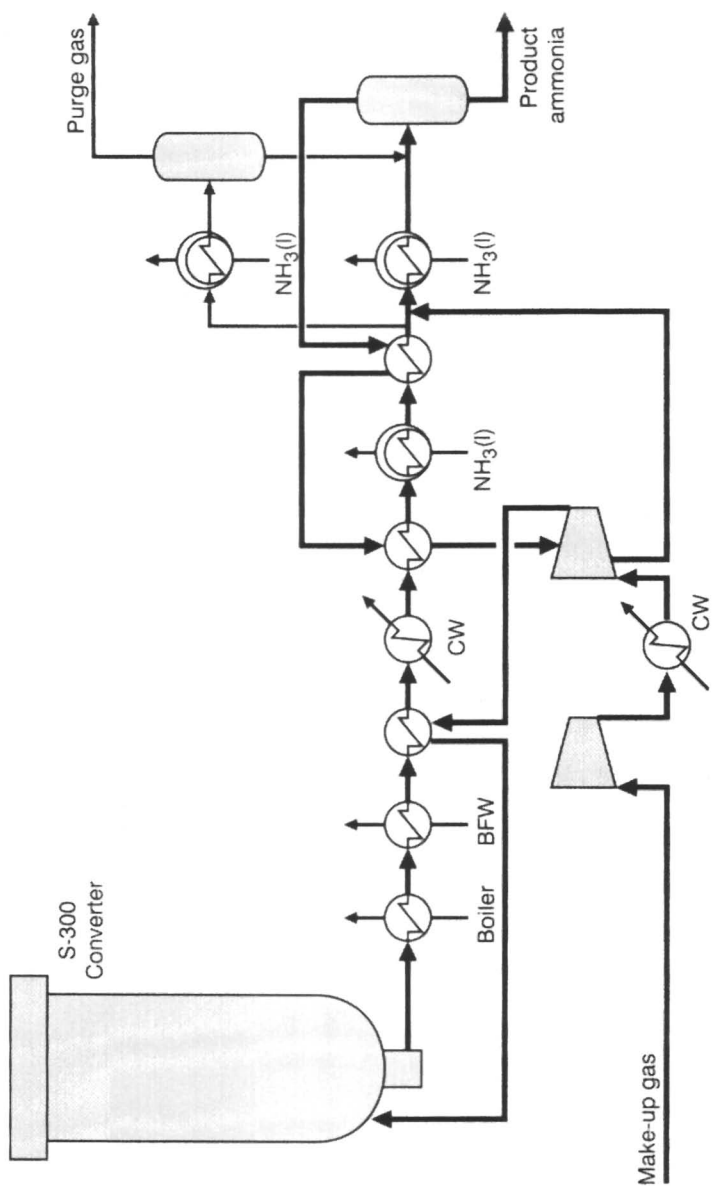 S-300
Converter
Purge gas
NH₃(l)
Product
ammonia
Boiler
BFW
CW
NH₃(l)
NH₃(l)
Make-up gas
CW